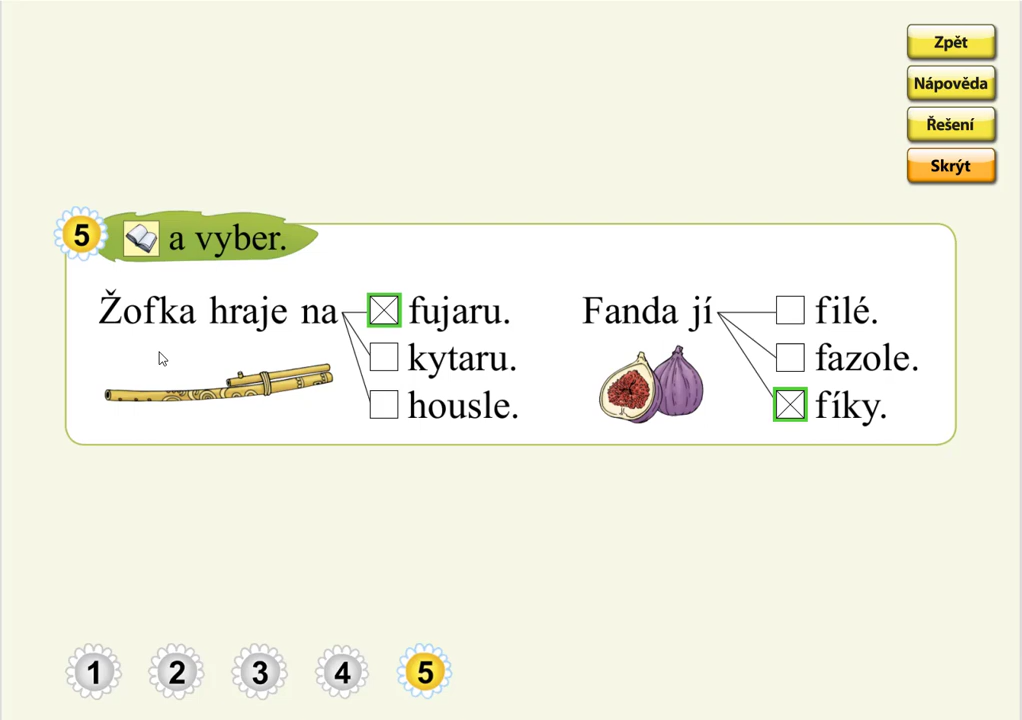 Zpět
Nápověda
Řešení
Skrýt
5 a vyber.
Žofka hraje na
fujaru.
kytaru.
housle.
Fanda jí
filé.
fazole.
fíky.
1 2 3 4 5